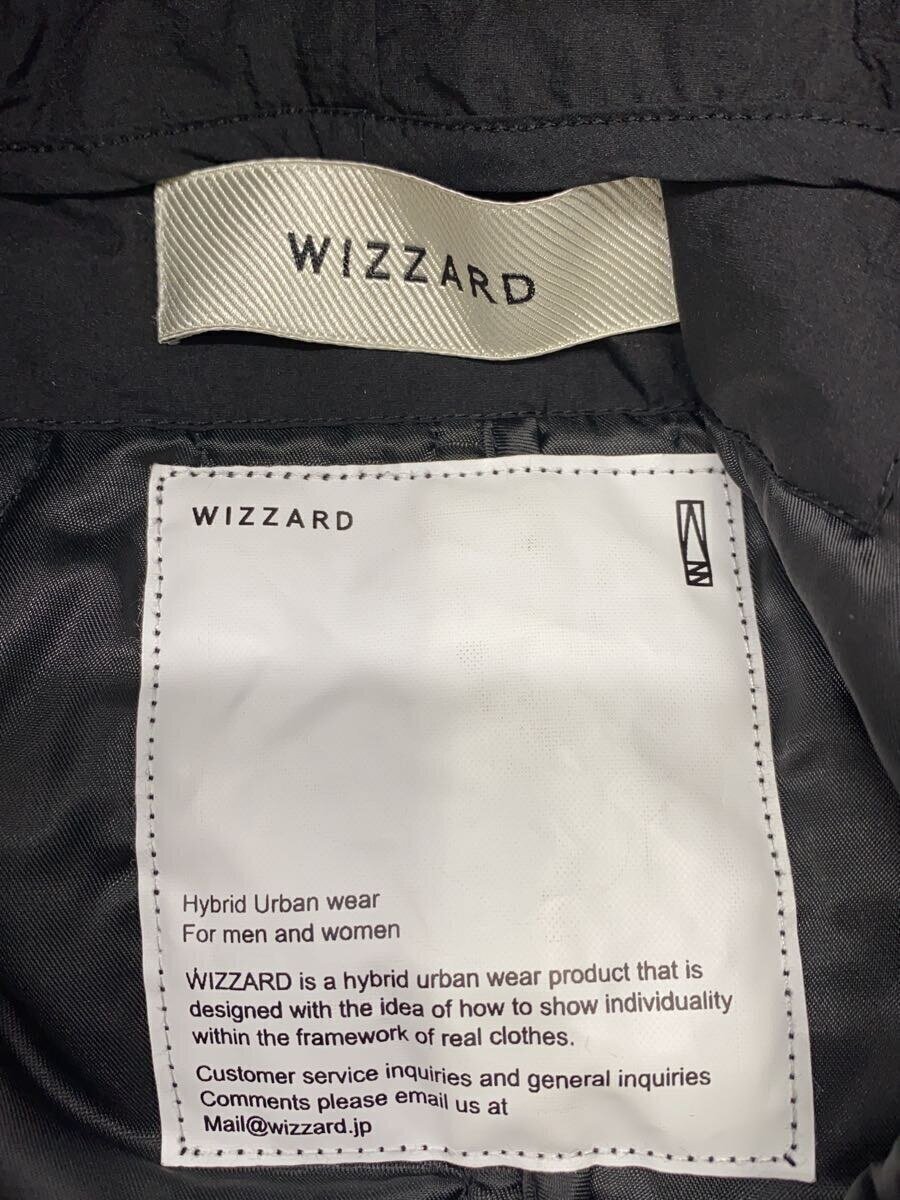 WIZZARD
WIZZARD
Hybrid Urban wear
For men and women
WIZZARD is a hybrid urban wear product that is
designed with the idea of how to show individuality
within the framework of real clothes.
Customer service inquiries and general inquiries
Comments please email us at
Mail@wizzard.jp